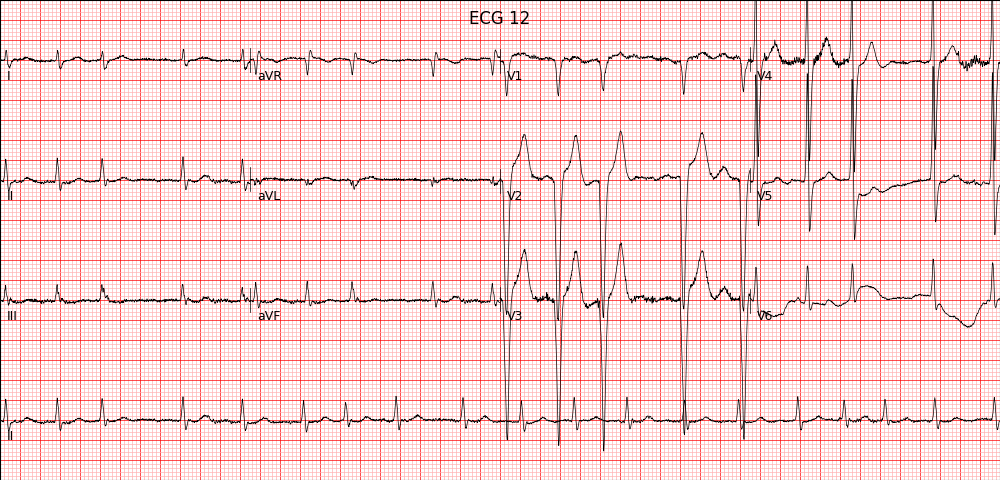 ECG 12
I aVR V1 V4
II aVL V2 V5
III aVF V3 V6
II